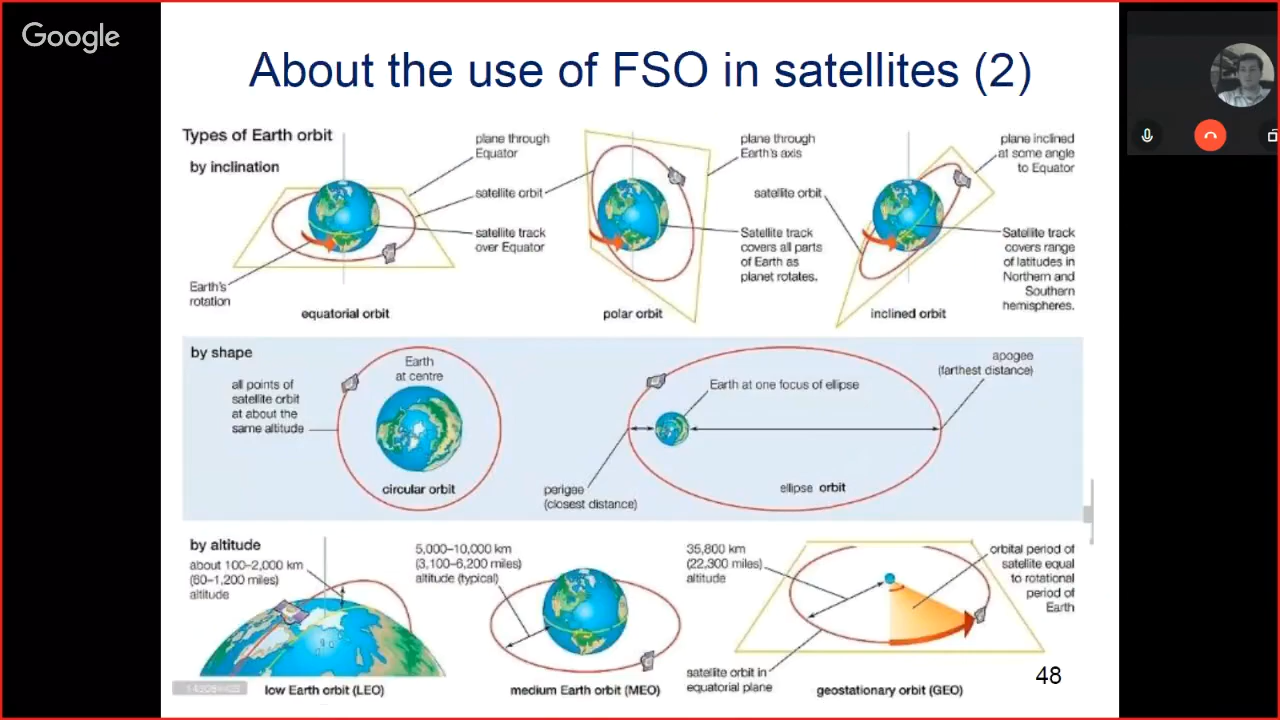 Google
About the use of FSO in satellites (2)
Types of Earth orbit
by inclination
plane through
Equator
satellite orbit
satellite track
over Equator
Earth's
rotation
equatorial orbit
plane through
Earth's axis
Satellite track
covers all parts
of Earth as
planet rotates.
polar orbit
satellite orbit
plane inclined
at some angle
to Equator
Satellite track
covers range
of latitudes in
Northern and
Southern
hemispheres.
inclined orbit
by shape
all points of
satellite orbit
at about the
same altitude
Earth
at centre
circular orbit
Earth at one focus of ellipse
apogee
(farthest distance)
perigee
(closest distance)
ellipse orbit
by altitude
about 100–2,000 km
(60–1,200 miles)
altitude
low Earth orbit (LEO)
5,000–10,000 km
(3,100–6,200 miles)
altitude (typical)
medium Earth orbit (MEO)
35,800 km
(22,300 miles)
altitude
orbital period of
satellite equal
to rotational
period of
Earth
satellite orbit in
equatorial plane
geostationary orbit (GEO)
48